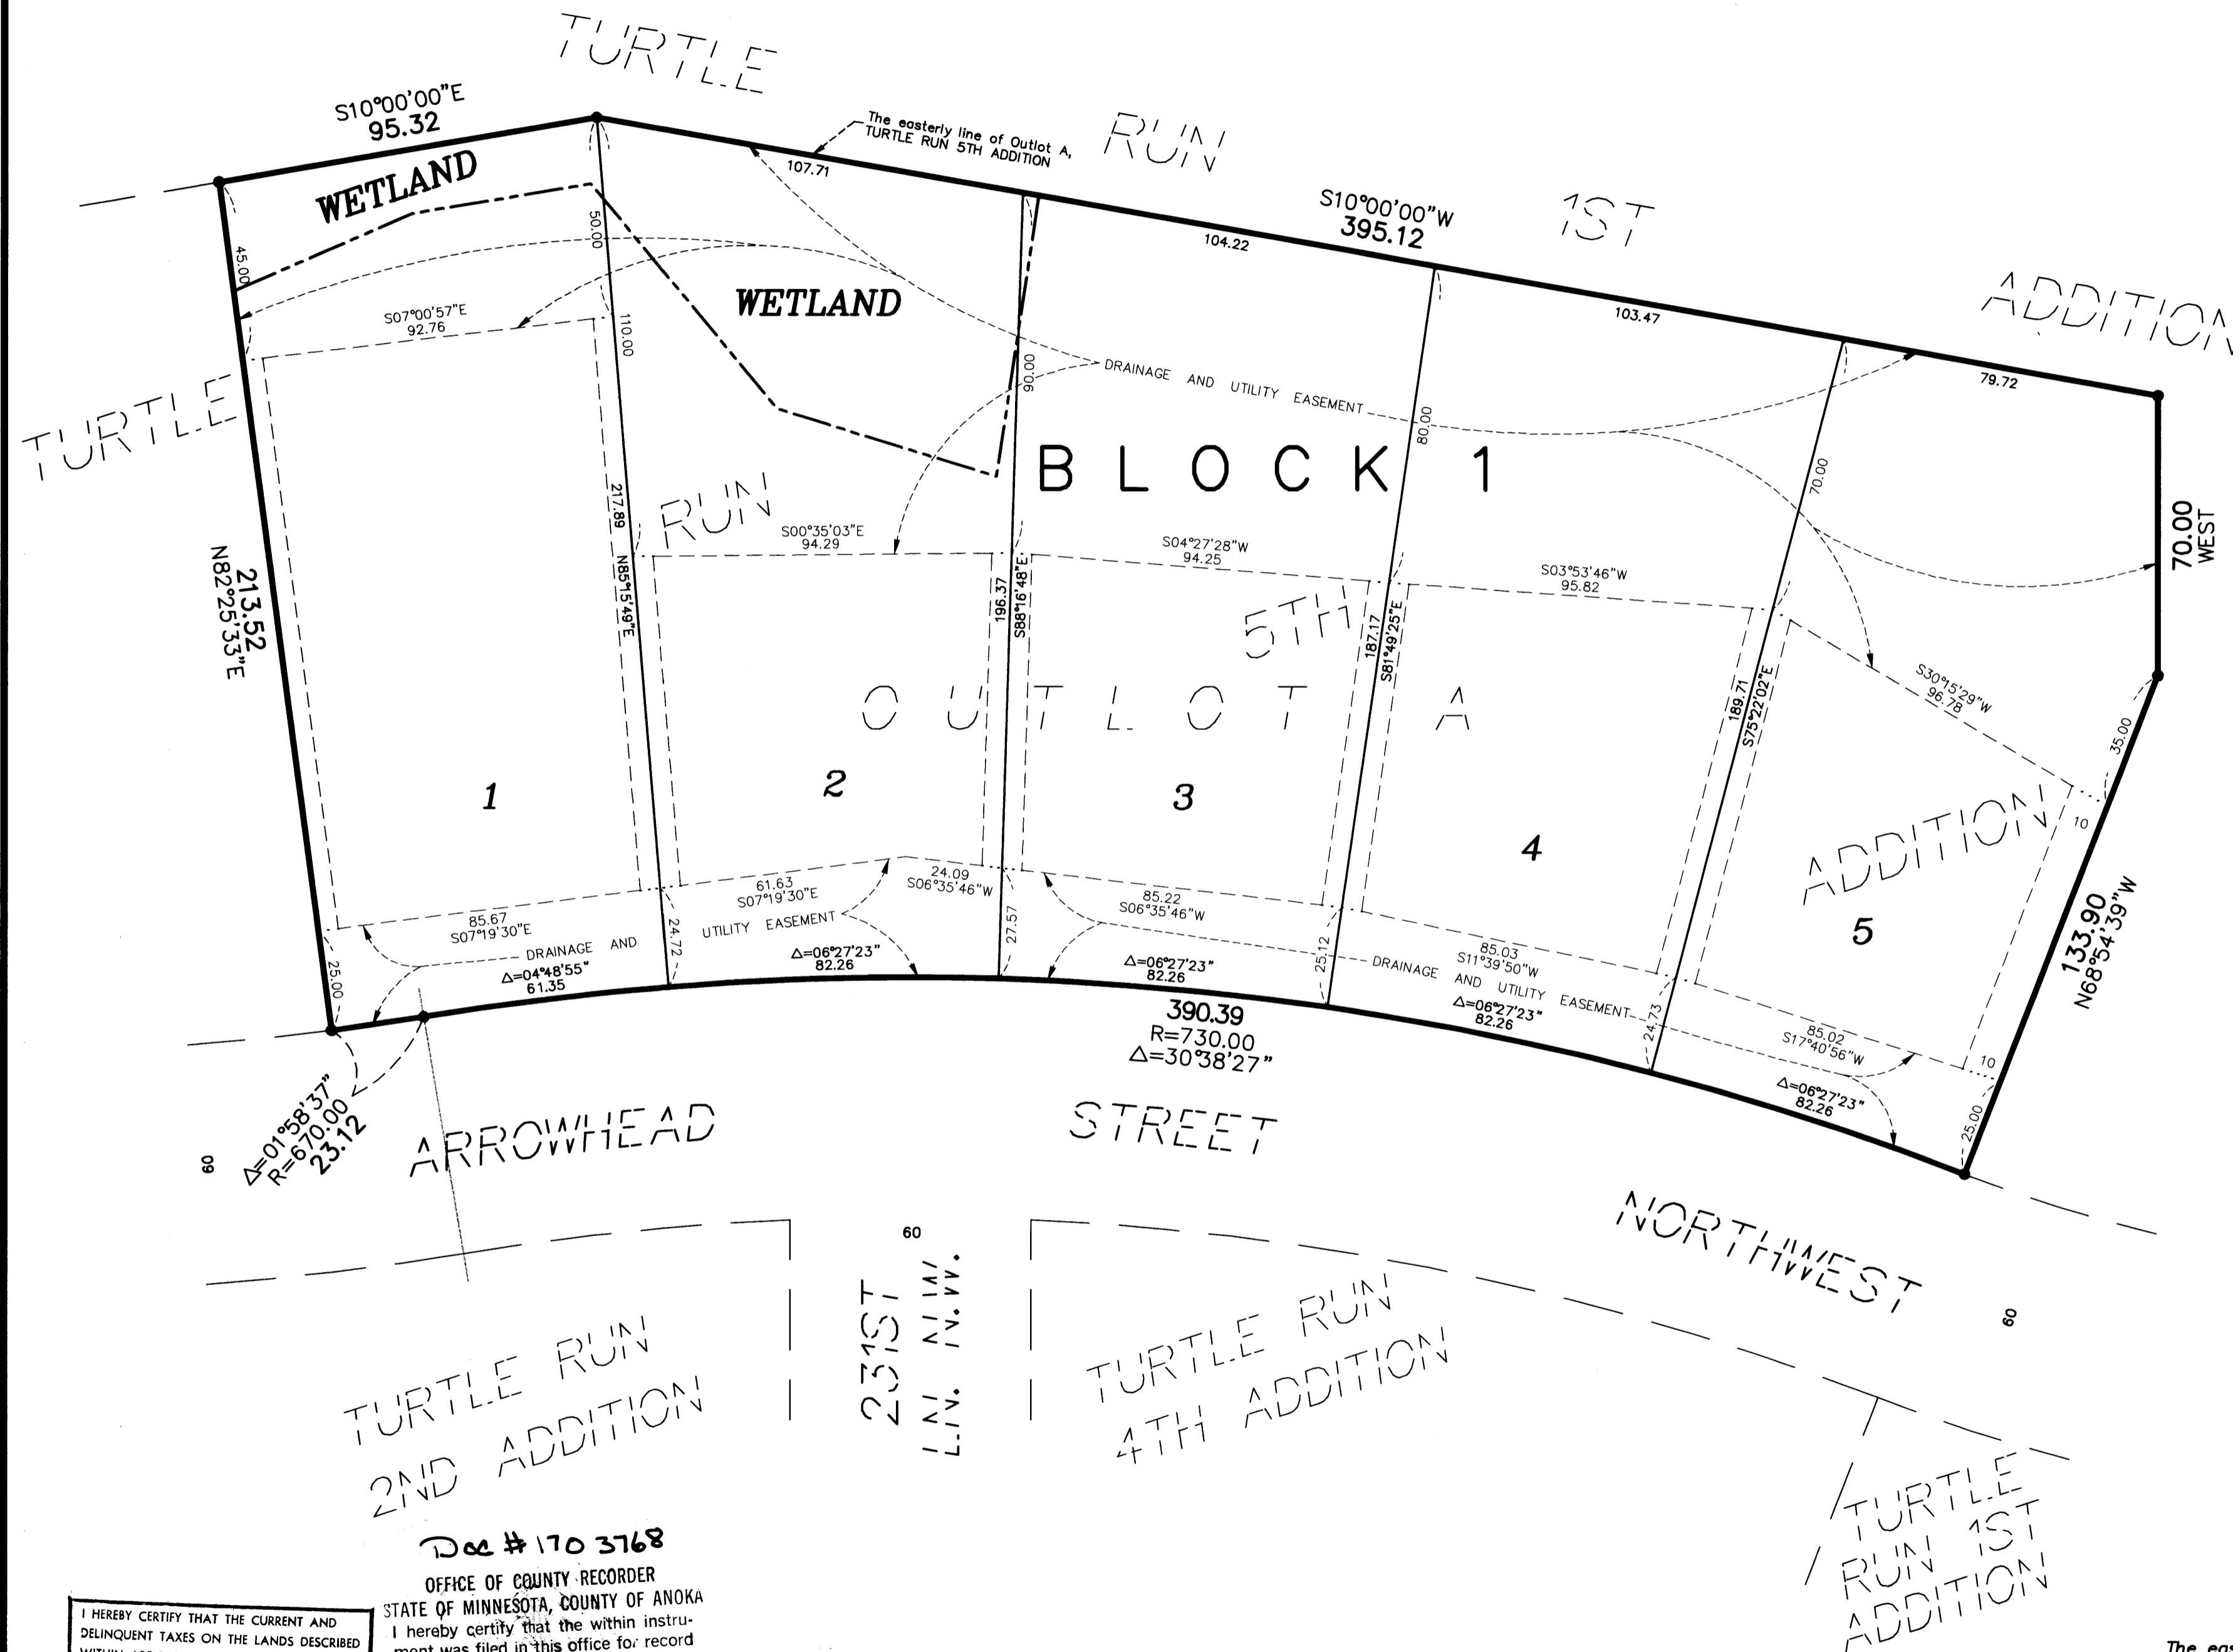 TURTLE
RUN
1ST
ADDITION
S10°00'00"E
95.32
The easterly line of Outlot A,
TURTLE RUN 5TH ADDITION
WETLAND
107.71
S10°00'00"W
395.12
104.22
103.47
79.72
45.00
50.00
WETLAND
S07°00'57"E
92.76
110.00
90.00
DRAINAGE AND UTILITY EASEMENT
80.00
70.00
70.00
WEST
TURTLE
RUN
5TH
ADDITION
BLOCK 1
OUTLOT A
213.52
N82°25'33"E
217.89
N85°15'49"E
S00°35'03"E
94.29
196.37
S88°16'48"E
S04°27'28"W
94.25
187.17
S81°49'25"E
S03°53'46"W
95.82
189.71
S75°22'02"E
S30°15'29"W
96.78
35.00
10
133.90
N68°54'39"W
10
25.00
1
2
3
4
5
85.67
S07°19'30"E
61.63
S07°19'30"E
24.09
S06°35'46"W
85.22
S06°35'46"W
85.03
S11°39'50"W
85.02
S17°40'56"W
DRAINAGE AND UTILITY EASEMENT
DRAINAGE AND UTILITY EASEMENT
25.00
24.72
27.57
25.12
24.73
Δ=04°48'55"
61.35
Δ=06°27'23"
82.26
Δ=06°27'23"
82.26
Δ=06°27'23"
82.26
Δ=06°27'23"
82.26
390.39
R=730.00
Δ=30°38'27"
Δ=01°58'37"
R=670.00
23.12
60
ARROWHEAD STREET NORTHWEST
60
60
231ST
LN. N.W.
TURTLE RUN
2ND ADDITION
TURTLE RUN
4TH ADDITION
TURTLE
RUN 1ST
ADDITION
Doc # 1703768
OFFICE OF COUNTY RECORDER
STATE OF MINNESOTA, COUNTY OF ANOKA
I hereby certify that the within instru-
ment was filed in this office for record
I HEREBY CERTIFY THAT THE CURRENT AND
DELINQUENT TAXES ON THE LANDS DESCRIBED
The eas